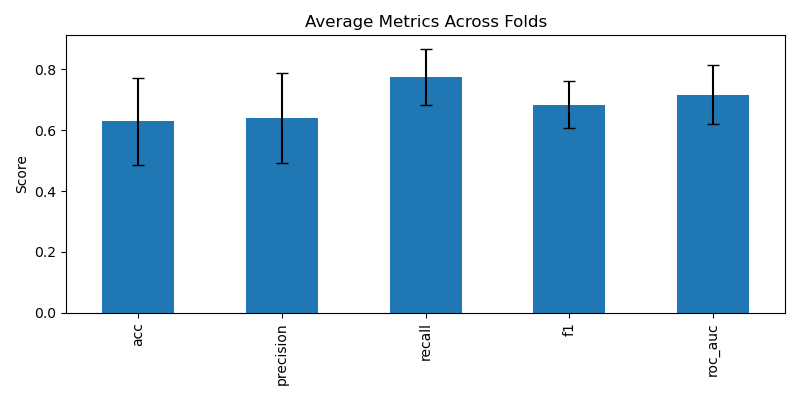 Average Metrics Across Folds
Score
0.8
0.6
0.4
0.2
0.0
acc
precision
recall
f1
roc_auc